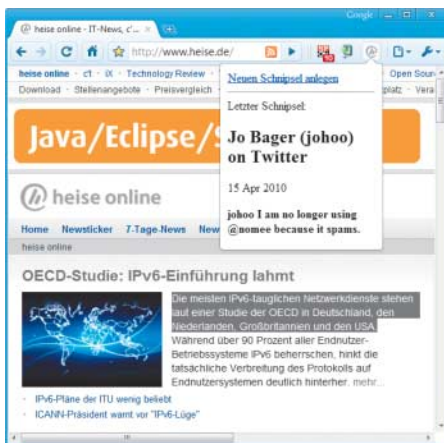 Google
heise online - IT-News, c'...
http://www.heise.de/
heise online · c't · iX · Technology Review ·
Open Sour
Download · Stellenangebote · Preisvergleich ·
platz · Vera
Neuen Schnipsel anlegen
Letzter Schnipsel:
Jo Bager (johoo)
on Twitter
15 Apr 2010
johoo I am no longer using
@nomee because it spams.
Java/Eclipse/S
heise online
Home Newsticker 7-Tage-News New
heise online
OECD-Studie: IPv6-Einführung lahmt
Die meisten IPv6-tauglichen Netzwerkdienste stehen
laut einer Studie der OECD in Deutschland, den
Niederlanden, Großbritannien und den USA.
Während über 90 Prozent aller Endnutzer-
Betriebssysteme IPv6 beherrschen, hinkt die
tatsächliche Verbreitung des Protokolls auf
Endnutzersystemen deutlich hinterher. mehr...
IPv6-Pläne der ITU wenig beliebt
ICANN-Präsident warnt vor "IPv6-Lüge"